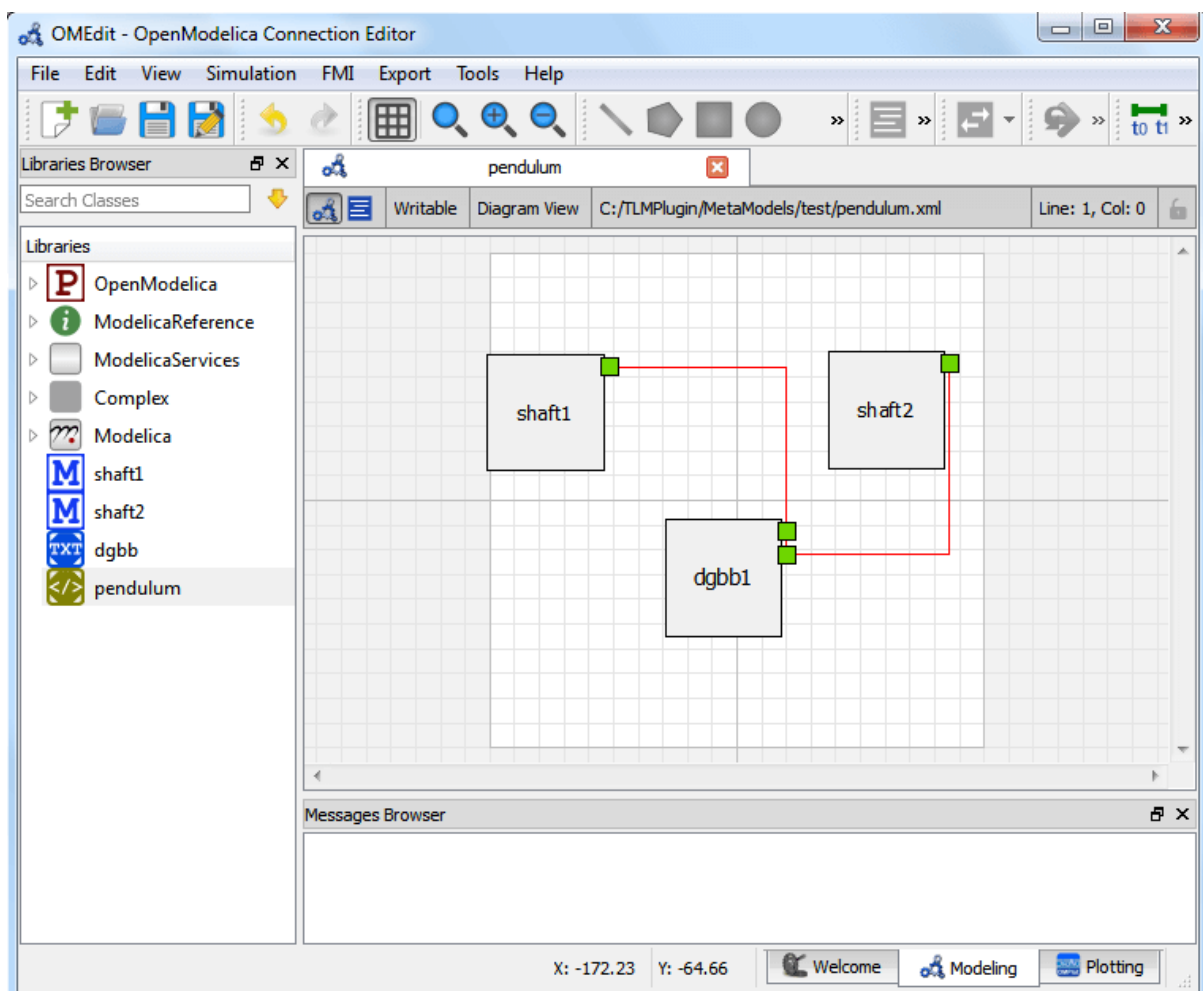 OMEdit - OpenModelica Connection Editor
File Edit View Simulation FMI Export Tools Help
» » » t0 t1 »
Libraries Browser
pendulum
Search Classes
Writable Diagram View C:/TLMPlugin/MetaModels/test/pendulum.xml Line: 1, Col: 0
Libraries
P OpenModelica
i ModelicaReference
ModelicaServices
Complex
Modelica
M shaft1
M shaft2
TXT dgbb
</> pendulum
shaft1
shaft2
dgbb1
Messages Browser
X: -172.23 Y: -64.66 Welcome Modeling Plotting